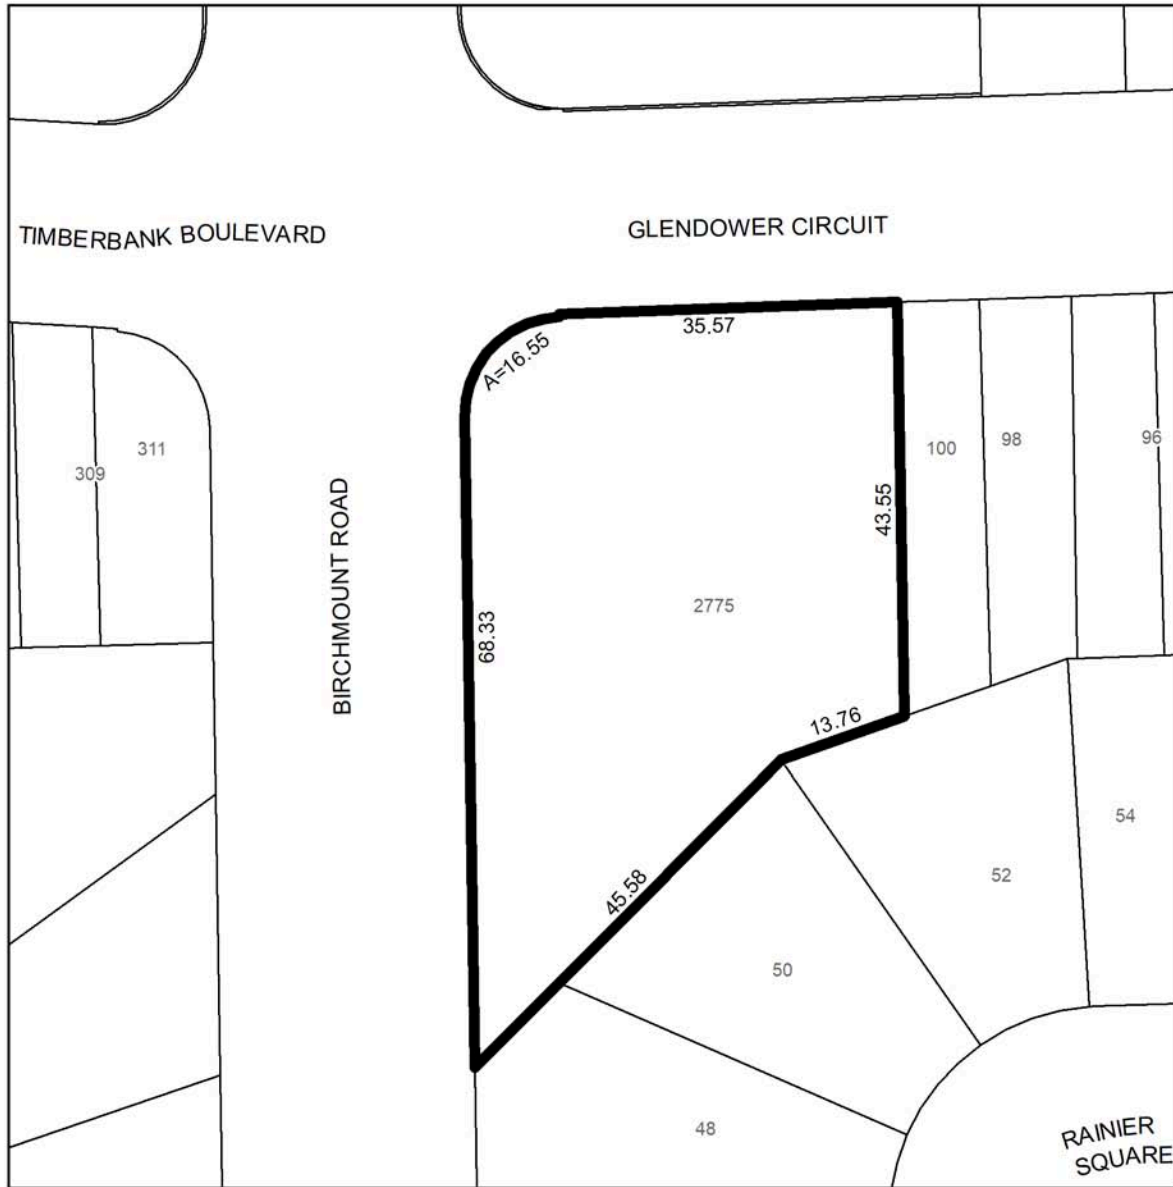 TIMBERBANK BOULEVARD
GLENDOWER CIRCUIT
35.57
A=16.55
311
309
100
98
96
BIRCHMOUNT ROAD
43.55
68.33
2775
13.76
45.58
54
52
50
48
RAINIER
SQUARE